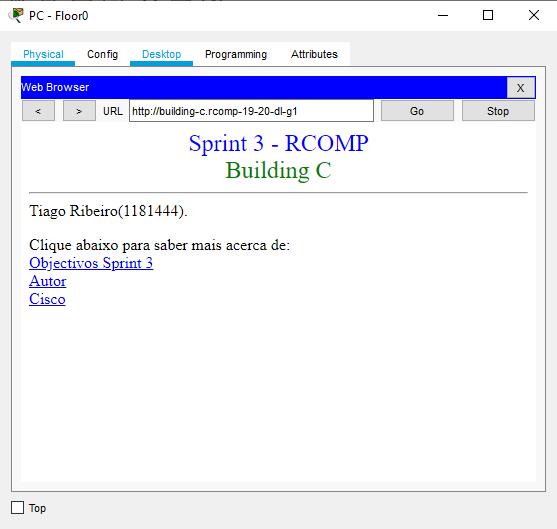 PC - Floor0
Physical Config Desktop Programming Attributes
Web Browser X
< > URL http://building-c.rcomp-19-20-dl-g1 Go Stop
Sprint 3 - RCOMP
Building C
Tiago Ribeiro(1181444).
Clique abaixo para saber mais acerca de:
Objectivos Sprint 3
Autor
Cisco
Top